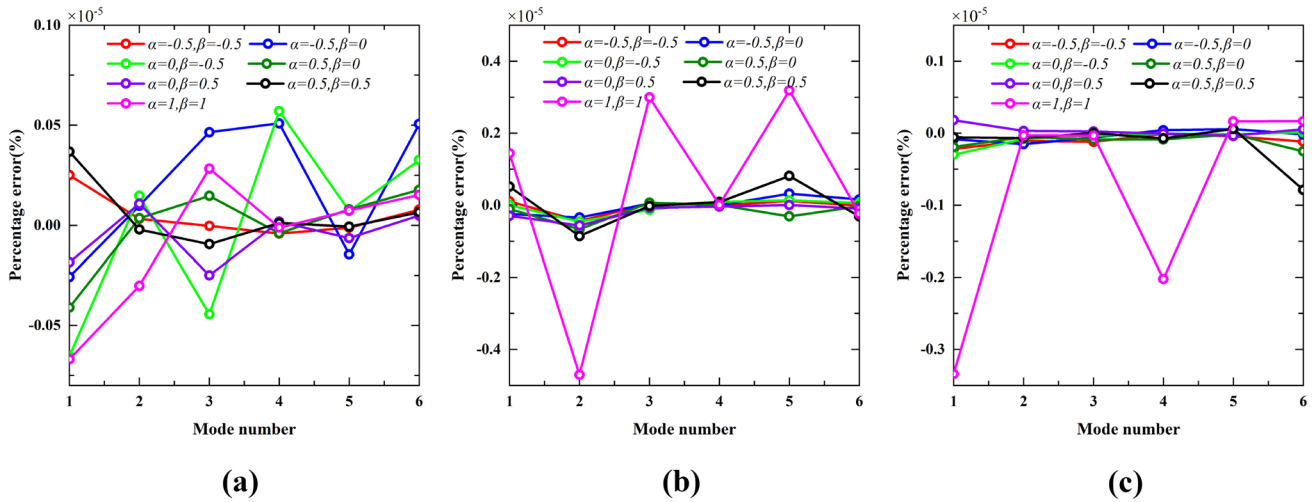 ×10⁻⁵
0.10
0.05
0.00
-0.05
Percentage error(%)
α=-0.5,β=-0.5 α=-0.5,β=0
α=0,β=-0.5 α=0.5,β=0
α=0,β=0.5 α=0.5,β=0.5
α=1,β=1
1 2 3 4 5 6
Mode number
(a)
×10⁻⁵
0.4
0.2
0.0
-0.2
-0.4
Percentage error(%)
α=-0.5,β=-0.5 α=-0.5,β=0
α=0,β=-0.5 α=0.5,β=0
α=0,β=0.5 α=0.5,β=0.5
α=1,β=1
1 2 3 4 5 6
Mode number
(b)
×10⁻⁵
0.1
0.0
-0.1
-0.2
-0.3
Percentage error(%)
α=-0.5,β=-0.5 α=-0.5,β=0
α=0,β=-0.5 α=0.5,β=0
α=0,β=0.5 α=0.5,β=0.5
α=1,β=1
1 2 3 4 5 6
Mode number
(c)